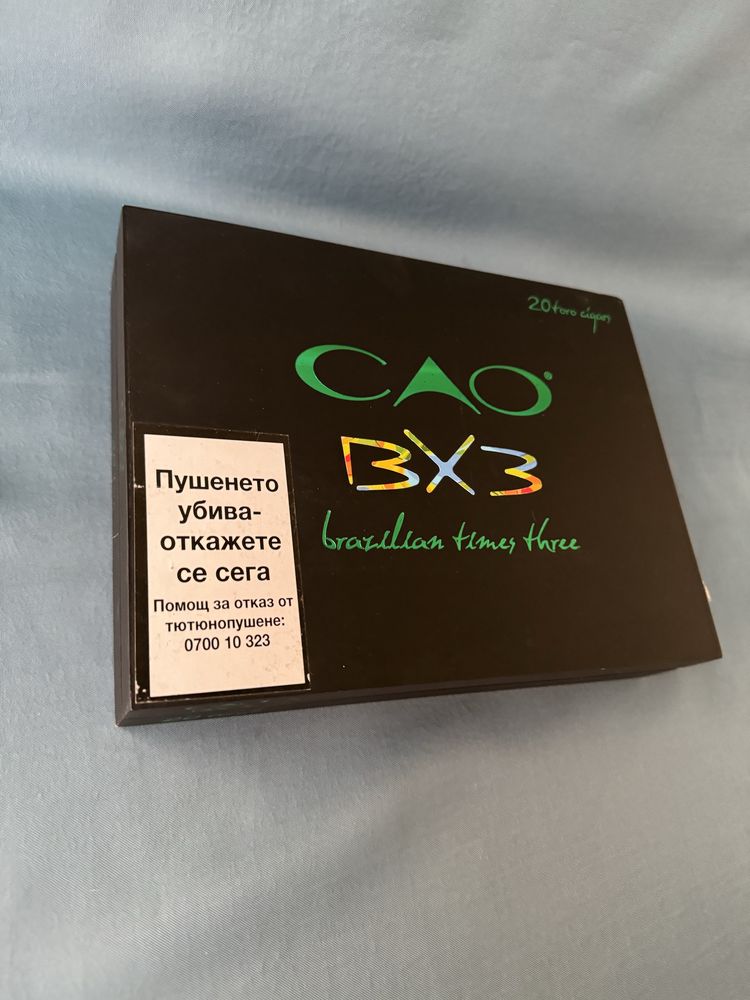 20 toro cigars
CAO®
BX3
brazilian times three
Пушенето
убива-
откажете
се сега
Помощ за отказ от
тютюнопушене:
0700 10 323